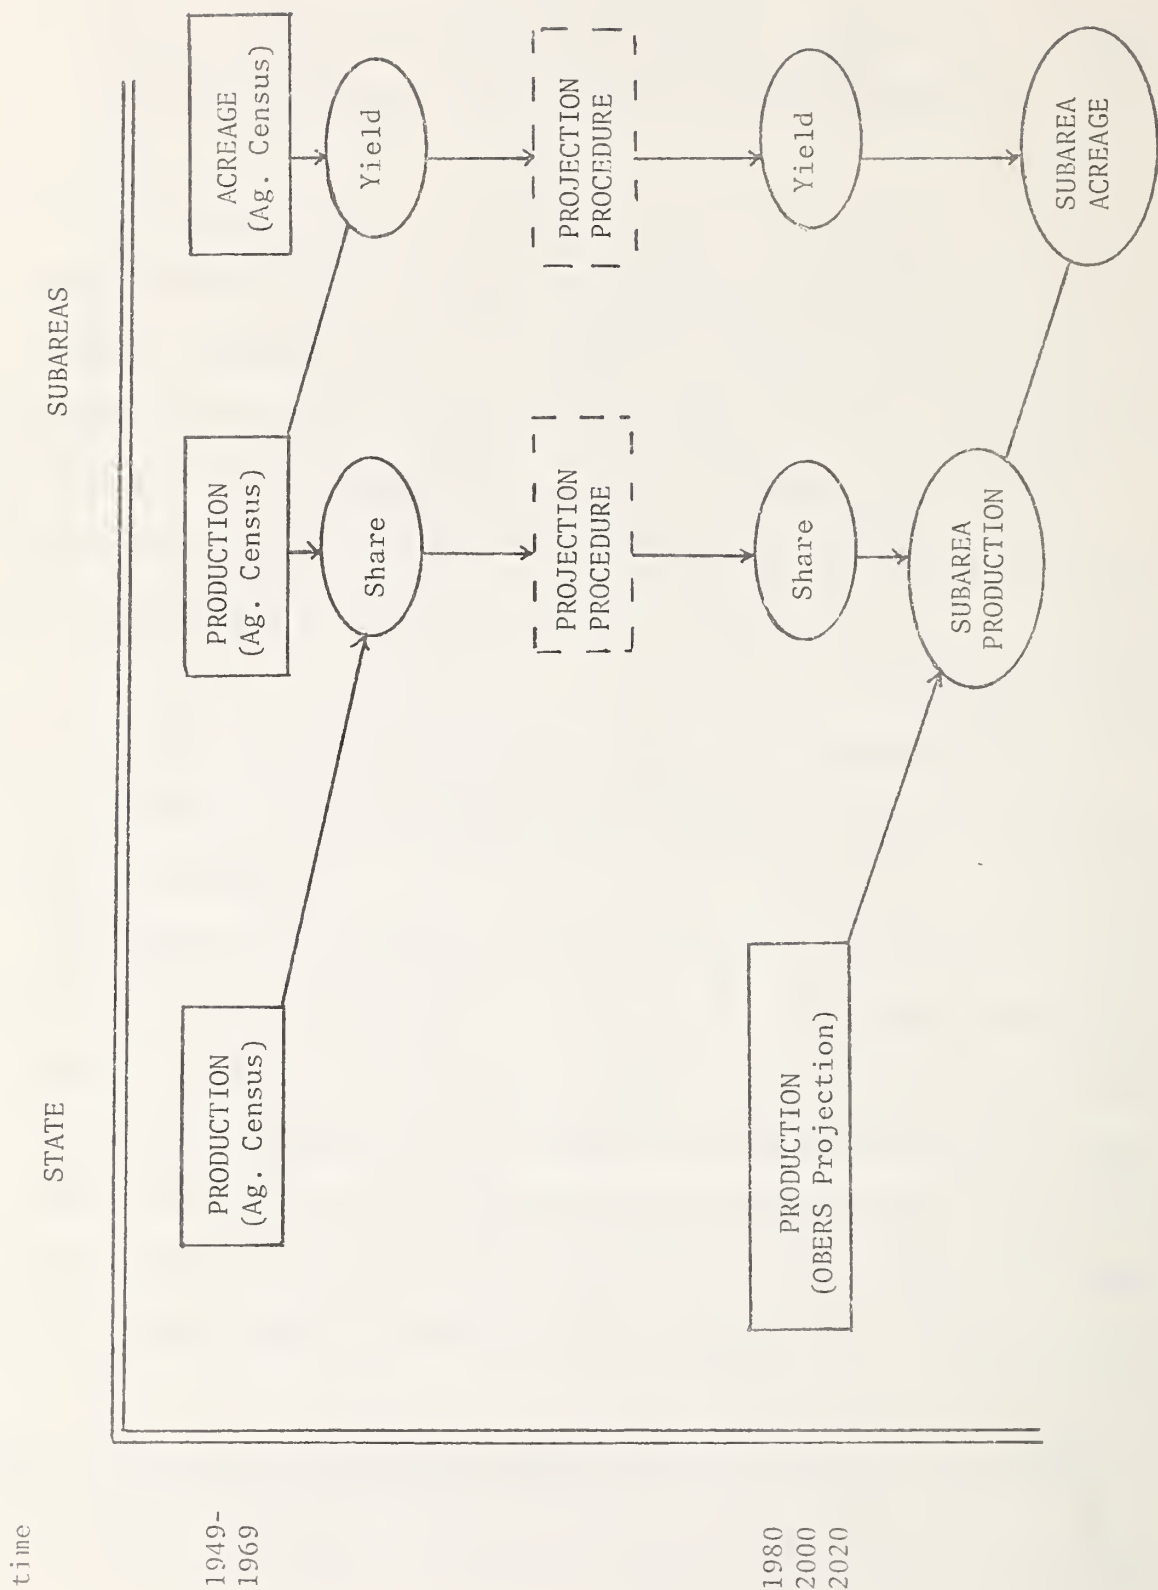 time
STATE
SUBAREAS
1949-
1969
PRODUCTION
(Ag. Census)
PRODUCTION
(Ag. Census)
ACREAGE
(Ag. Census)
Share
Yield
PROJECTION
PROCEDURE
PROJECTION
PROCEDURE
1980
2000
2020
PRODUCTION
(OBERS Projection)
Share
Yield
SUBAREA
PRODUCTION
SUBAREA
ACREAGE